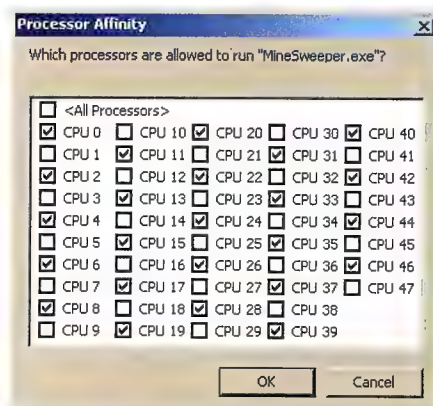 Processor Affinity
Which processors are allowed to run "MineSweeper.exe"?
<All Processors>
CPU 0 CPU 10 CPU 20 CPU 30 CPU 40
CPU 1 CPU 11 CPU 21 CPU 31 CPU 41
CPU 2 CPU 12 CPU 22 CPU 32 CPU 42
CPU 3 CPU 13 CPU 23 CPU 33 CPU 43
CPU 4 CPU 14 CPU 24 CPU 34 CPU 44
CPU 5 CPU 15 CPU 25 CPU 35 CPU 45
CPU 6 CPU 16 CPU 26 CPU 36 CPU 46
CPU 7 CPU 17 CPU 27 CPU 37 CPU 47
CPU 8 CPU 18 CPU 28 CPU 38
CPU 9 CPU 19 CPU 29 CPU 39
OK Cancel